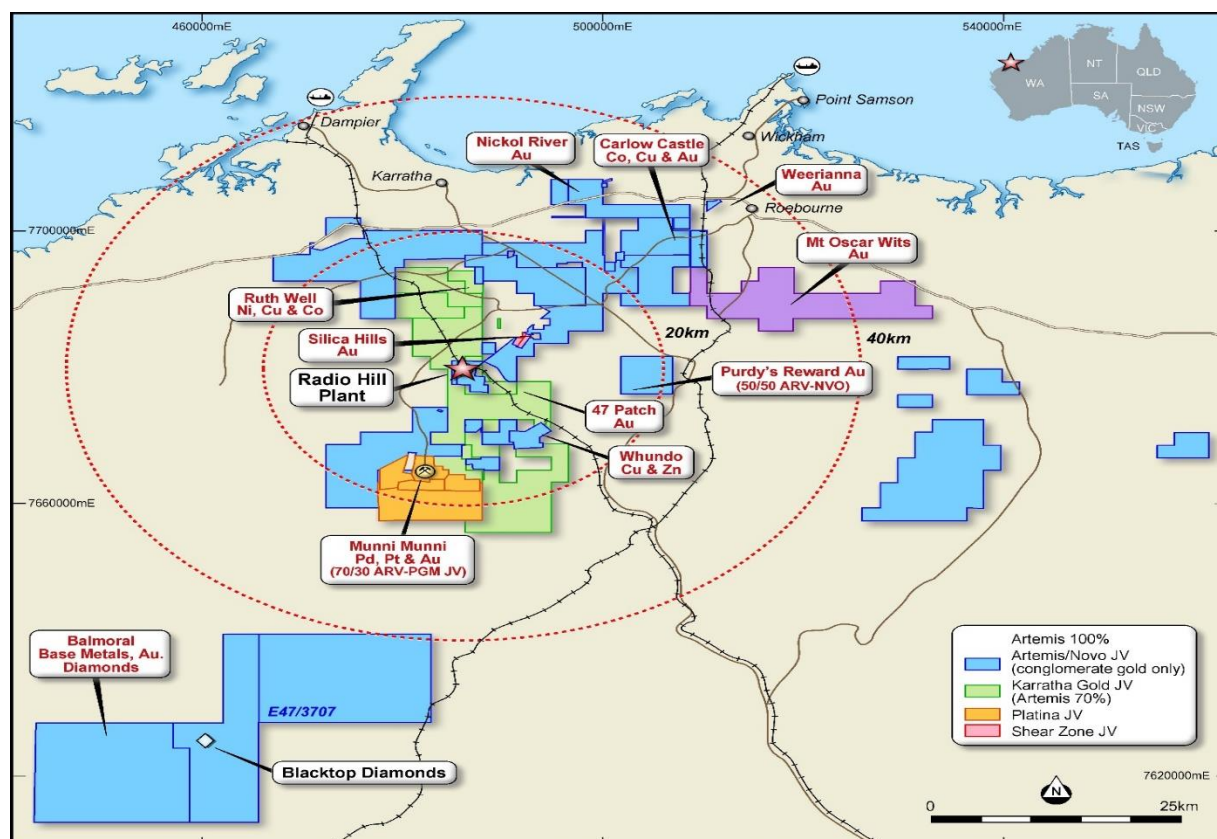 460000mE
500000mE
540000mE
NT
QLD
WA
SA
NSW
VIC
TAS
Point Samson
Dampier
Wickham
Nickol River
Au
Carlow Castle
Co, Cu & Au
Weerianna
Au
Karratha
Roebourne
7700000mE
Mt Oscar Wits
Au
Ruth Well
Ni, Cu & Co
Silica Hills
Au
20km
40km
Radio Hill
Plant
Purdy's Reward Au
(50/50 ARV-NVO)
47 Patch
Au
Whundo
Cu & Zn
7660000mE
Munni Munni
Pd, Pt & Au
(70/30 ARV-PGM JV)
Balmoral
Base Metals, Au.
Diamonds
E47/3707
Blacktop Diamonds
Artemis 100%
Artemis/Novo JV
(conglomerate gold only)
Karratha Gold JV
(Artemis 70%)
Platina JV
Shear Zone JV
7620000mE
N
0
25km